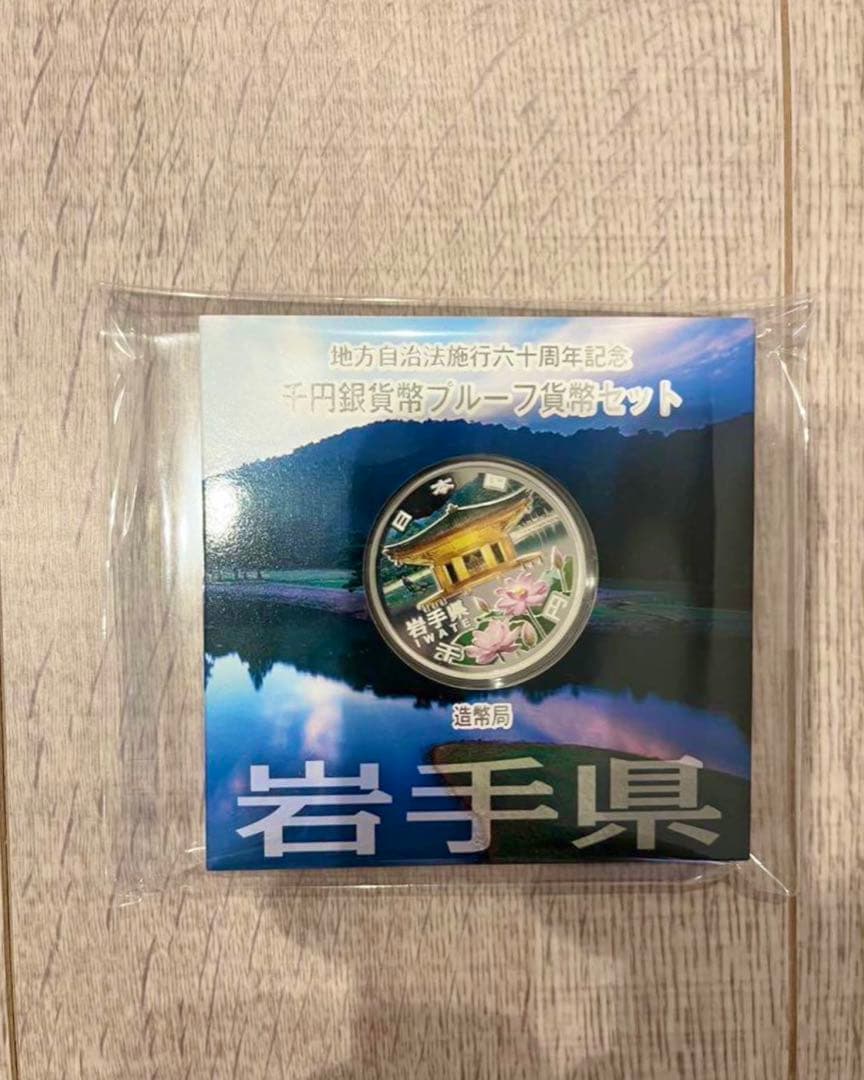 地方自治法施行六十周年記念
千円銀貨幣プルーフ貨幣セット
日本国
岩手県
IWATE
千円
造幣局
岩手県